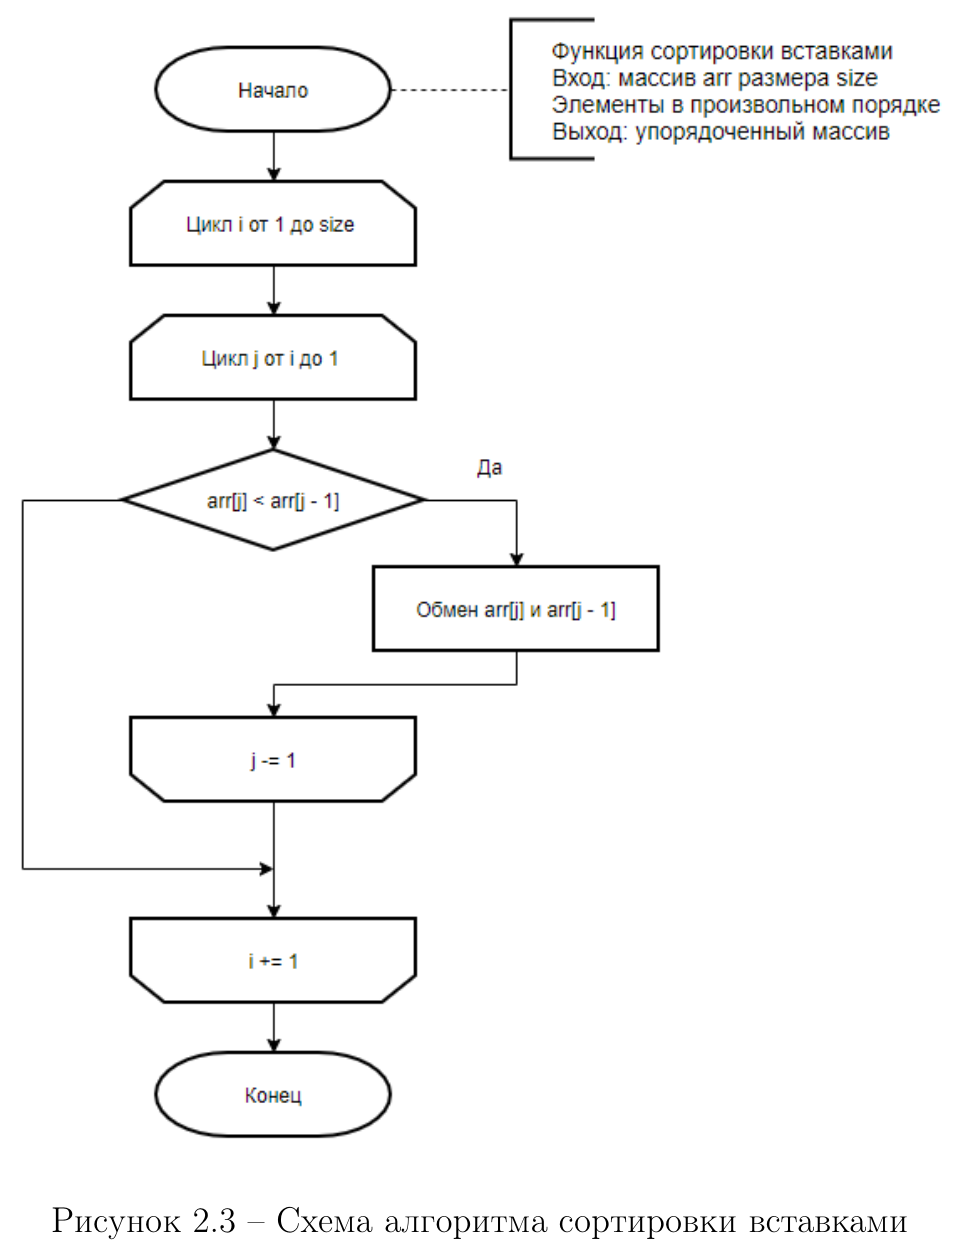 Начало
Функция сортировки вставками
Вход: массив arr размера size
Элементы в произвольном порядке
Выход: упорядоченный массив
Цикл i от 1 до size
Цикл j от i до 1
arr[j] < arr[j - 1]
Да
Обмен arr[j] и arr[j - 1]
j -= 1
i += 1
Конец
Рисунок 2.3 – Схема алгоритма сортировки вставками